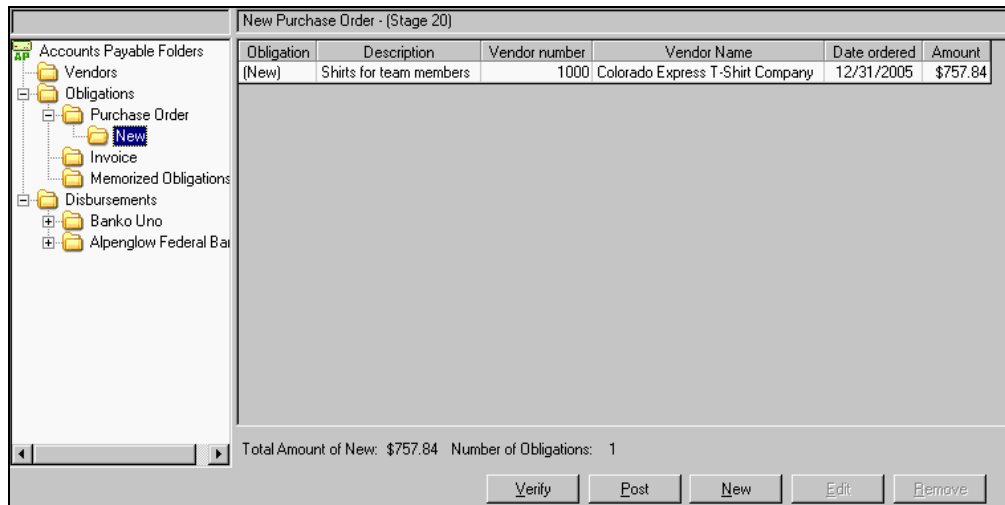 New Purchase Order - (Stage 20)
AP Accounts Payable Folders
Vendors
Obligations
Purchase Order
New
Invoice
Memorized Obligations
Disbursements
Banko Uno
Alpenglow Federal Bar
Obligation Description Vendor number Vendor Name Date ordered Amount
(New) Shirts for team members 1000 Colorado Express T-Shirt Company 12/31/2005 $757.84
Total Amount of New: $757.84 Number of Obligations: 1
Verify Post New Edit Remove